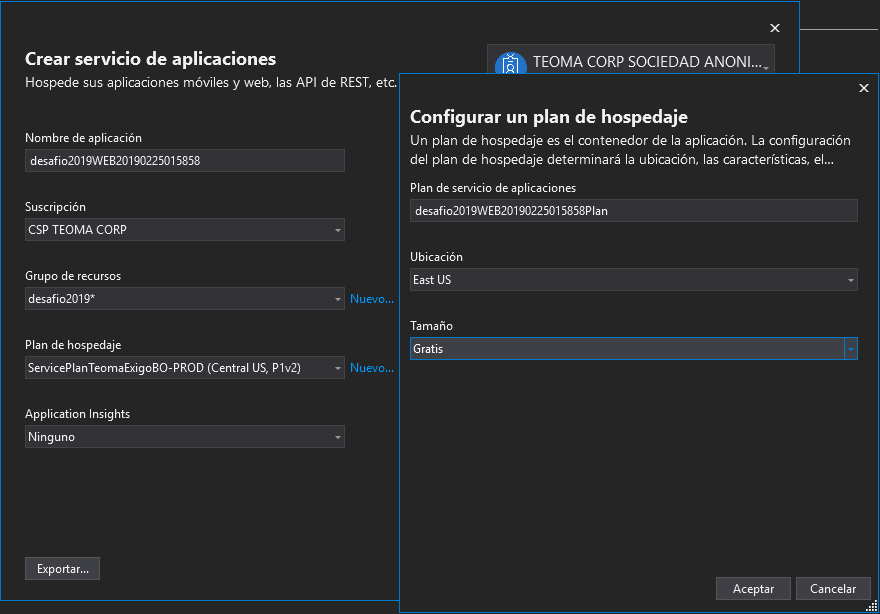 Crear servicio de aplicaciones
Hospede sus aplicaciones móviles y web, las API de REST, etc.
TEOMA CORP SOCIEDAD ANONI...
Nombre de aplicación
desafio2019WEB20190225015858
Suscripción
CSP TEOMA CORP
Grupo de recursos
desafio2019*
Nuevo...
Plan de hospedaje
ServicePlanTeomaExigoBO-PROD (Central US, P1v2)
Nuevo...
Application Insights
Ninguno
Exportar...
Configurar un plan de hospedaje
Un plan de hospedaje es el contenedor de la aplicación. La configuración
del plan de hospedaje determinará la ubicación, las características, el...
Plan de servicio de aplicaciones
desafio2019WEB20190225015858Plan
Ubicación
East US
Tamaño
Gratis
Aceptar
Cancelar